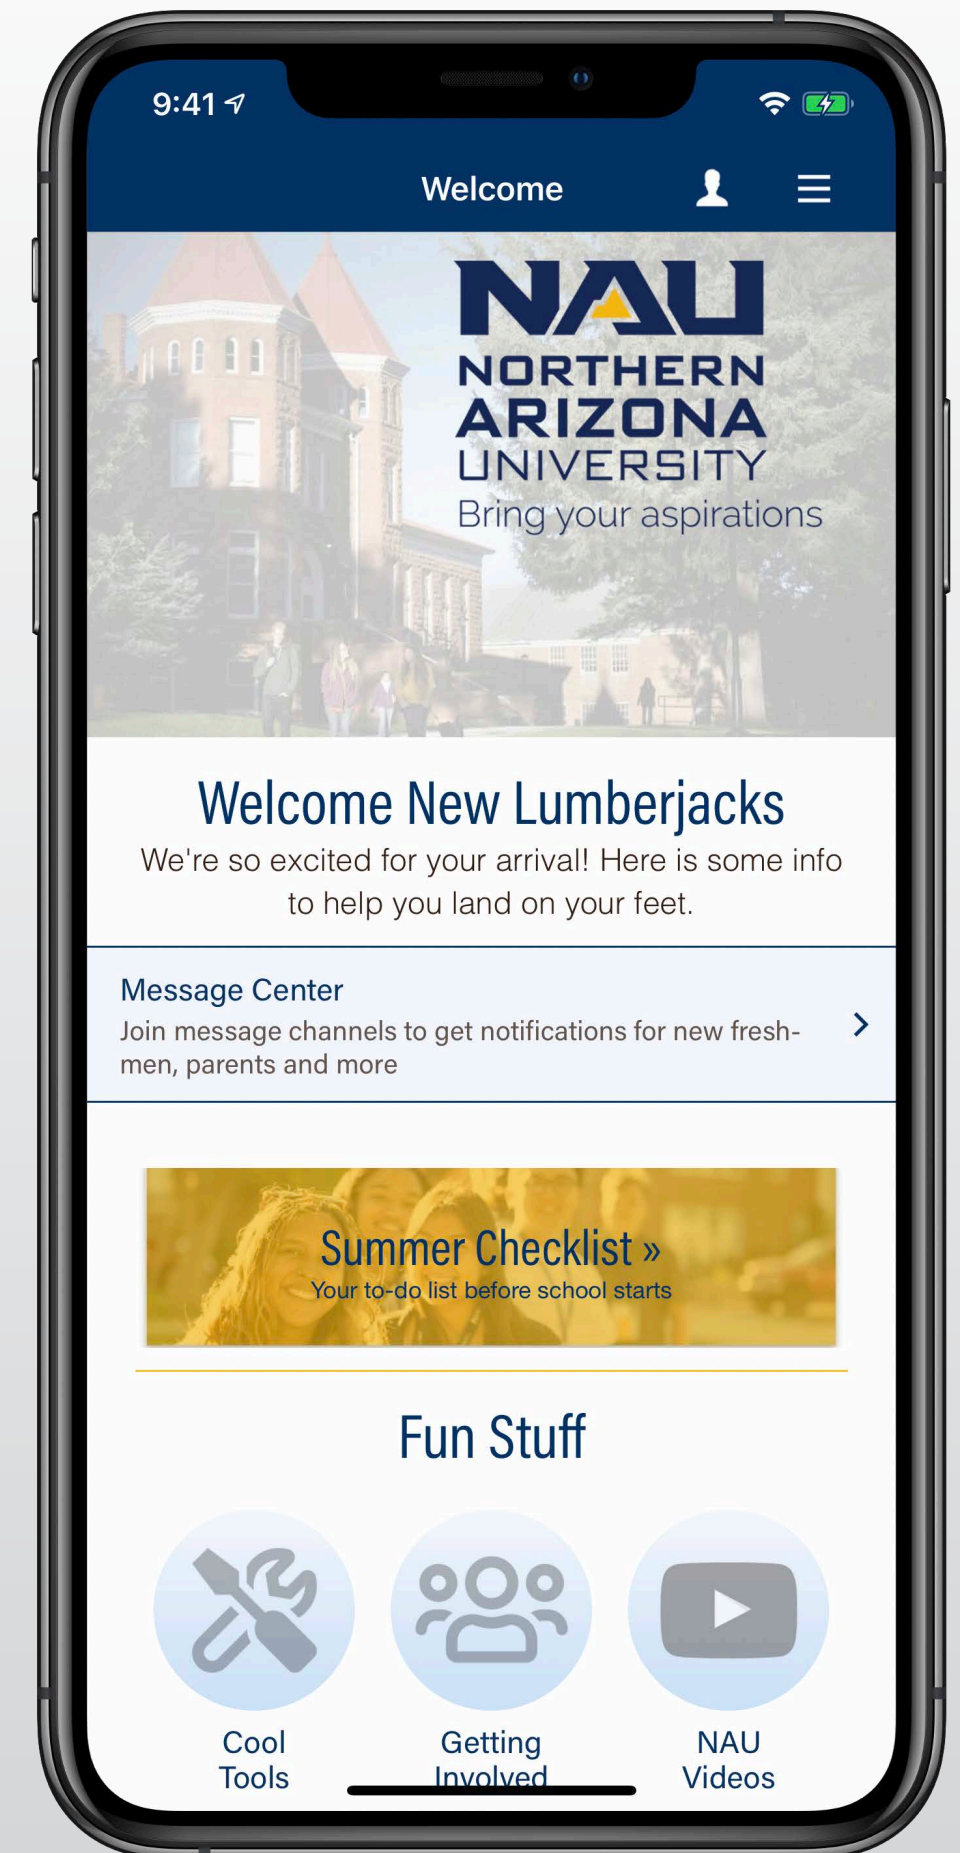 9:41
Welcome
NAU
NORTHERN
ARIZONA
UNIVERSITY
Bring your aspirations
Welcome New Lumberjacks
We're so excited for your arrival! Here is some info
to help you land on your feet.
Message Center
Join message channels to get notifications for new fresh-
men, parents and more
Summer Checklist »
Your to-do list before school starts
Fun Stuff
Cool
Tools
Getting
Involved
NAU
Videos